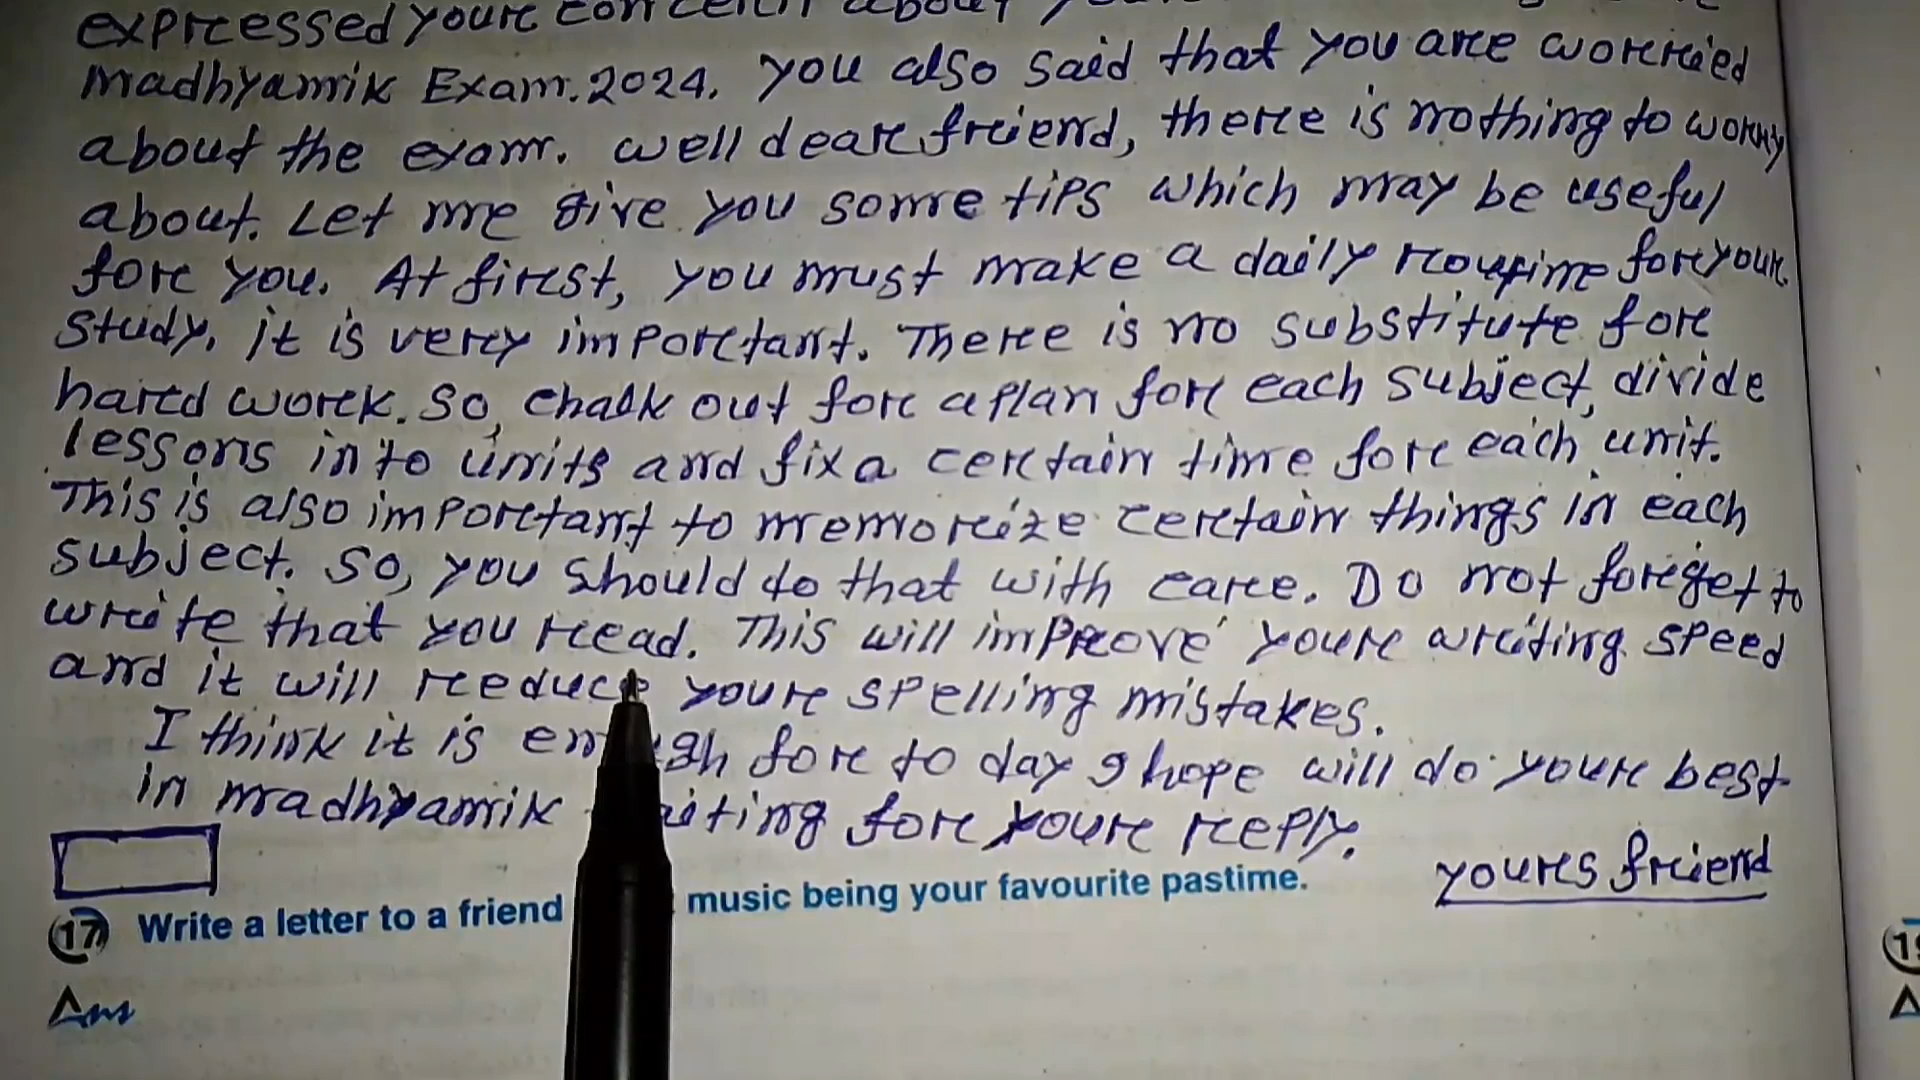 expressed your concern about
Madhyamik Exam. 2024. you also said that you are worried
about the exam. well dear friend, there is nothing to worry
about. Let me give you some tips which may be useful
for you. At first, you must make a daily routine for your
Study. it is very important. There is no substitute for
hard work. So, chalk out for a plan for each Subject, divide
lessons into units and fix a certain time for each unit.
This is also important to memorize certain things in each
subject. So, you should do that with care. Do not forget to
write that you read. This will improve your writing speed
and it will reduce your spelling mistakes.
I think it is enough for to day I hope will do your best
in madhyamik for your reply.
yours friend
17 Write a letter to a friend music being your favourite pastime.
Ans